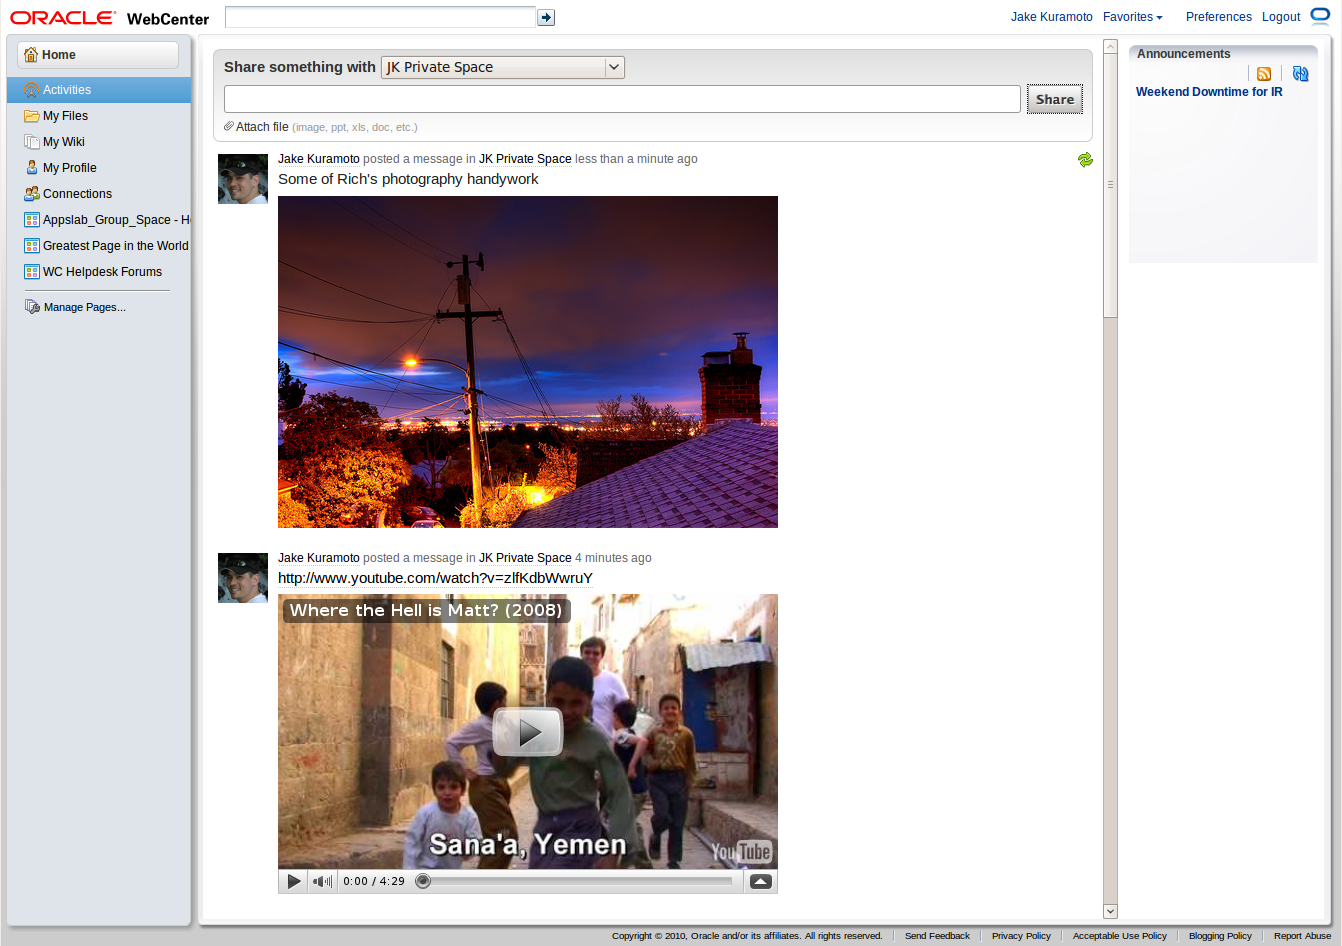 ORACLE WebCenter
Jake Kuramoto Favorites Preferences Logout
Home
Activities
My Files
My Wiki
My Profile
Connections
Appslab_Group_Space - H
Greatest Page in the World
WC Helpdesk Forums
Manage Pages...
Share something with JK Private Space
Share
Attach file (image, ppt, xls, doc, etc.)
Jake Kuramoto posted a message in JK Private Space less than a minute ago
Some of Rich's photography handywork
Jake Kuramoto posted a message in JK Private Space 4 minutes ago
http://www.youtube.com/watch?v=zlfKdbWwruY
Where the Hell is Matt? (2008)
Sana'a, Yemen
YouTube
0:00 / 4:29
Announcements
Weekend Downtime for IR
Copyright © 2010, Oracle and/or its affiliates. All rights reserved. Send Feedback Privacy Policy Acceptable Use Policy Blogging Policy Report Abuse